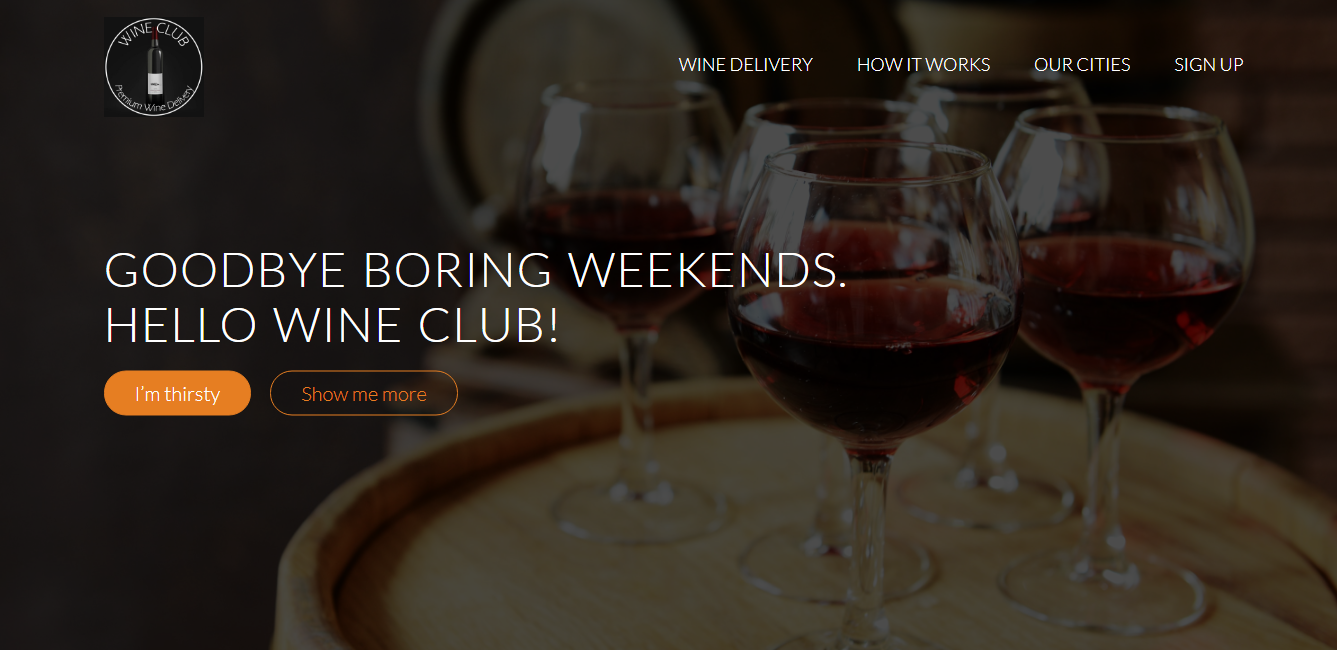 WINE CLUB
Premium Wine Delivery
WINE DELIVERY
HOW IT WORKS
OUR CITIES
SIGN UP
GOODBYE BORING WEEKENDS.
HELLO WINE CLUB!
I’m thirsty
Show me more